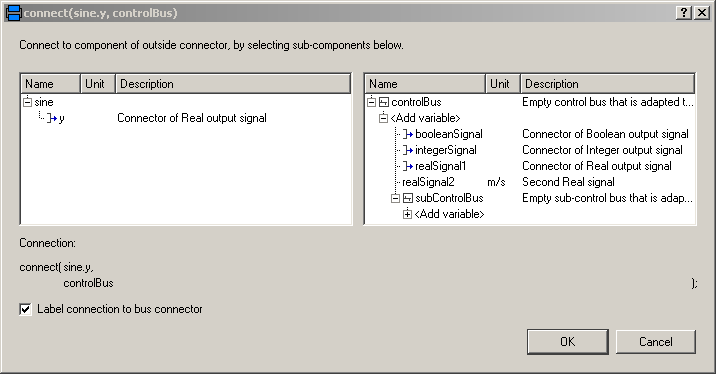 connect(sine.y, controlBus)
Connect to component of outside connector, by selecting sub-components below.
Name Unit Description
sine
y Connector of Real output signal
Name Unit Description
controlBus Empty control bus that is adapted t...
<Add variable>
booleanSignal Connector of Boolean output signal
integerSignal Connector of Integer output signal
realSignal1 Connector of Real output signal
realSignal2 m/s Second Real signal
subControlBus Empty sub-control bus that is adap...
<Add variable>
Connection:
connect( sine.y,
controlBus );
Label connection to bus connector
OK Cancel